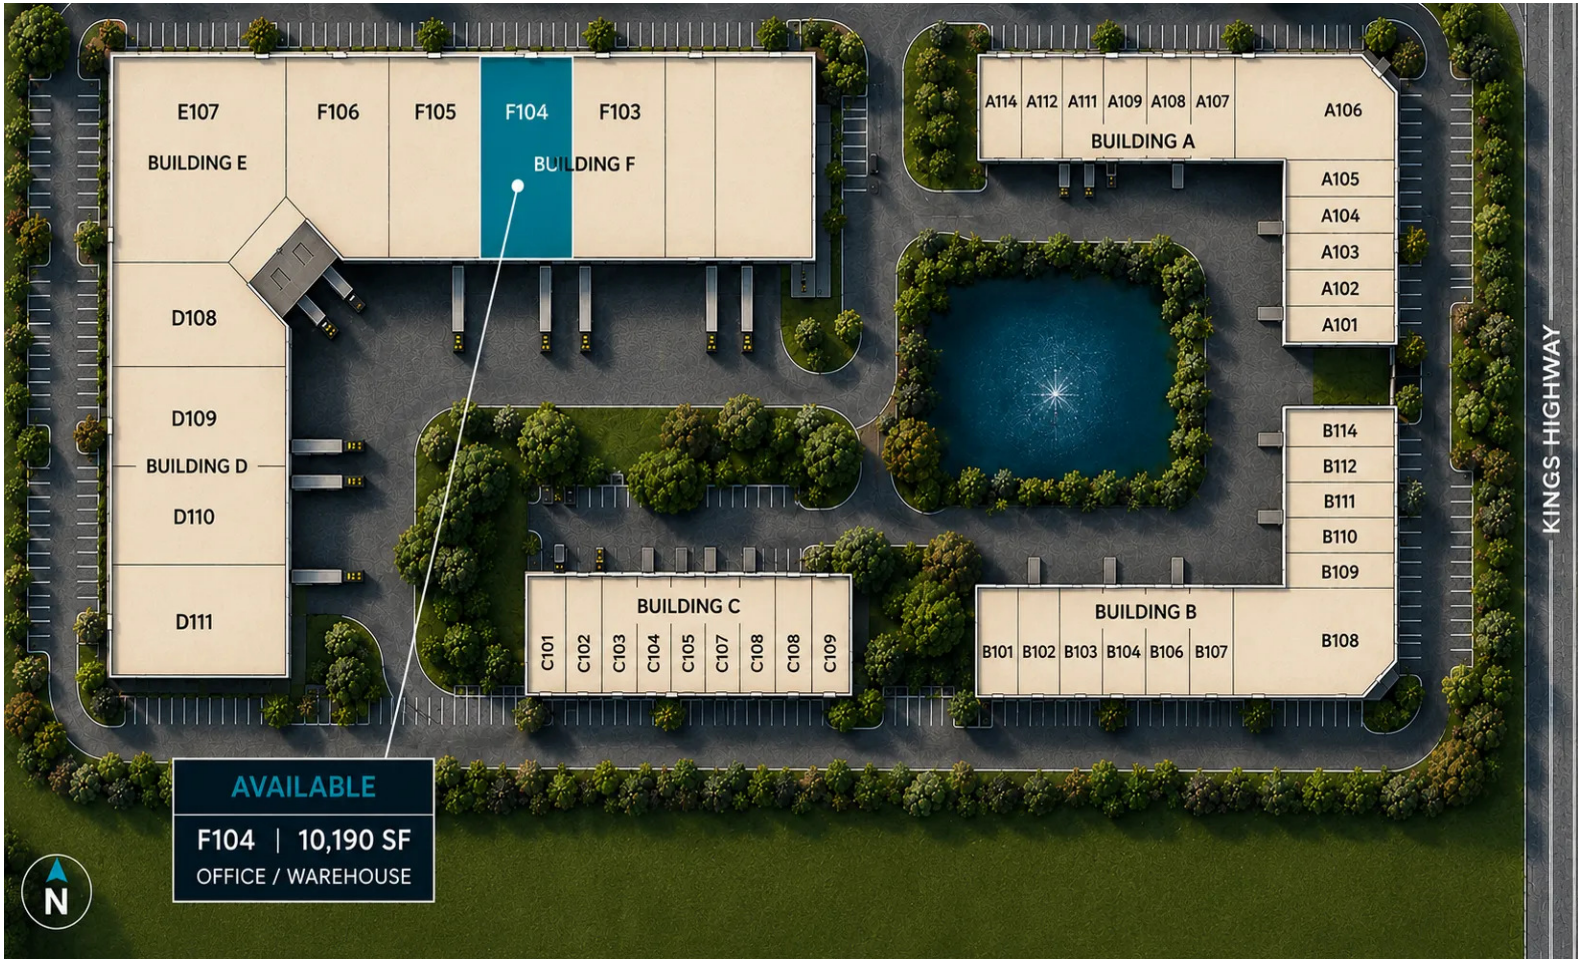 E107
F106
F105
F104
F103
BUILDING E
BUILDING F
A114
A112
A111
A109
A108
A107
A106
BUILDING A
A105
A104
A103
A102
A101
D108
D109
BUILDING D
D110
D111
B114
B112
B111
B110
B109
BUILDING B
B101
B102
B103
B104
B106
B107
B108
BUILDING C
C101
C102
C103
C104
C105
C107
C108
C108
C109
KINGS HIGHWAY
AVAILABLE
F104 | 10,190 SF
OFFICE / WAREHOUSE
N